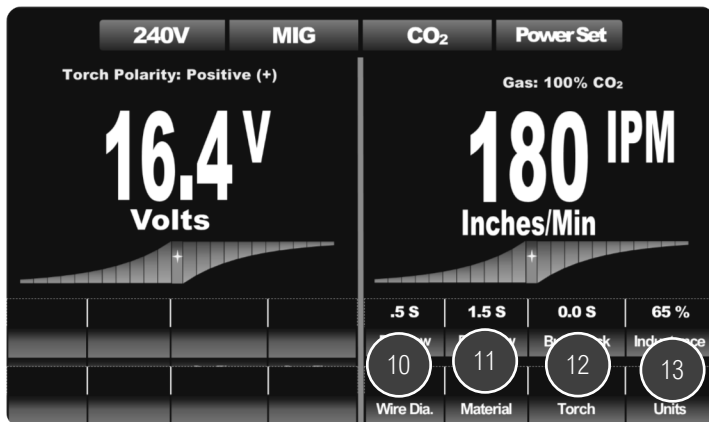 240V MIG CO₂ Power Set
Torch Polarity: Positive (+)
Gas: 100% CO₂
16.4 V
Volts
180 IPM
Inches/Min
.5 S 1.5 S 0.0 S 65 %
10 11 12 13
Wire Dia. Material Torch Units